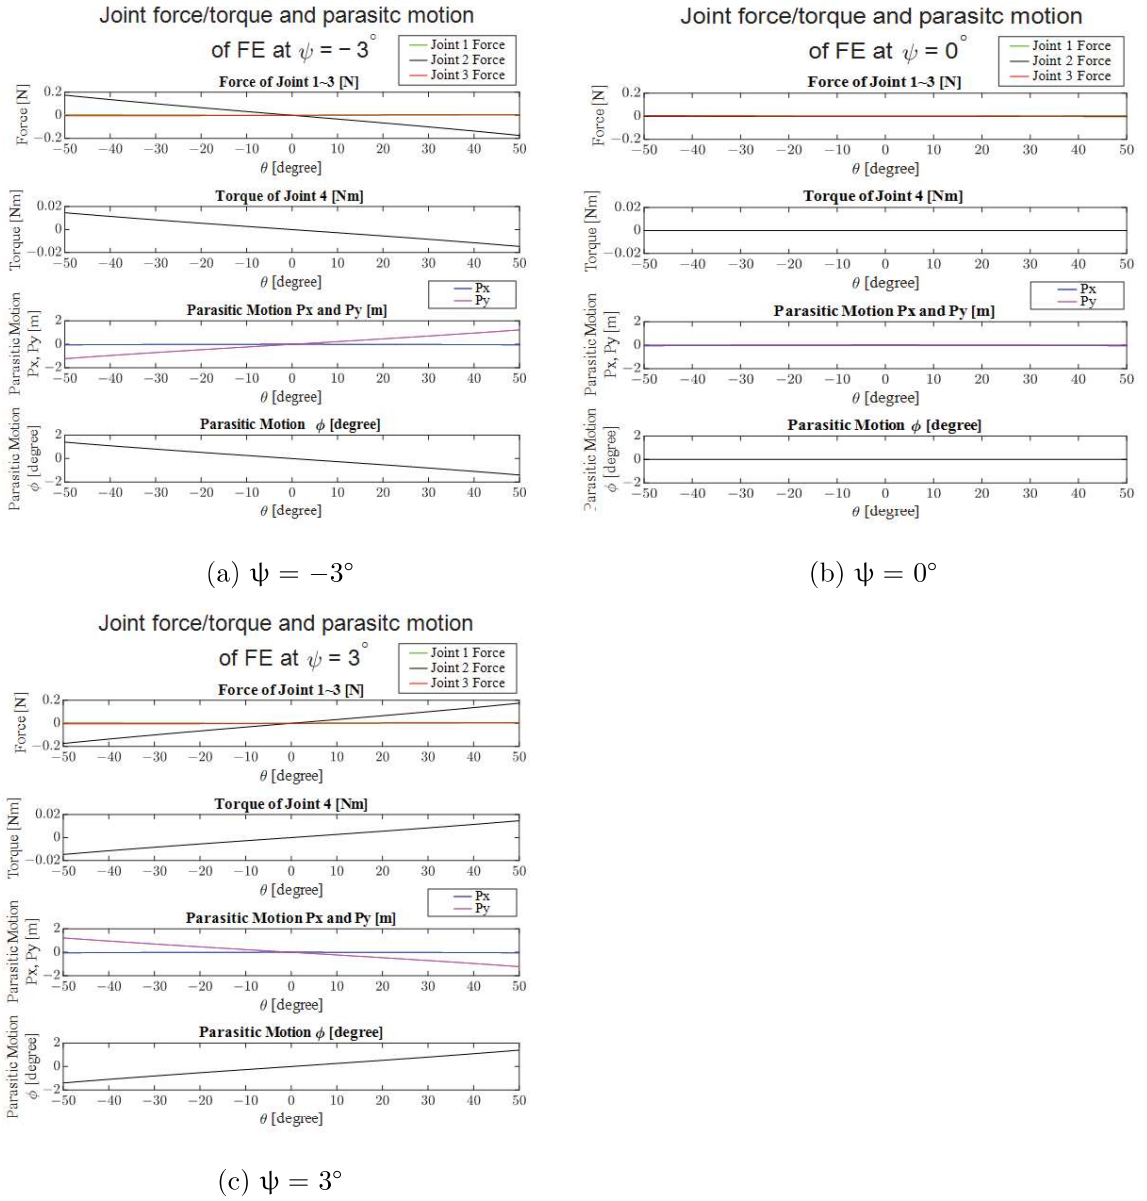 Joint force/torque and parasitc motion
of FE at ψ = − 3°
Joint 1 Force
Joint 2 Force
Joint 3 Force
Force of Joint 1~3 [N]
Force [N]
0.2
0
−0.2
−50 −40 −30 −20 −10 0 10 20 30 40 50
θ [degree]
Torque of Joint 4 [Nm]
Torque [Nm]
0.02
0
−0.02
−50 −40 −30 −20 −10 0 10 20 30 40 50
θ [degree]
Px
Py
Parasitic Motion Px and Py [m]
Parasitic Motion
Px, Py [m]
2
0
−2
−50 −40 −30 −20 −10 0 10 20 30 40 50
θ [degree]
Parasitic Motion ϕ [degree]
Parasitic Motion
ϕ [degree]
2
0
−2
−50 −40 −30 −20 −10 0 10 20 30 40 50
θ [degree]
(a) ψ = −3°
Joint force/torque and parasitc motion
of FE at ψ = 0°
Joint 1 Force
Joint 2 Force
Joint 3 Force
Force of Joint 1~3 [N]
Force [N]
0.2
0
−0.2
−50 −40 −30 −20 −10 0 10 20 30 40 50
θ [degree]
Torque of Joint 4 [Nm]
Torque [Nm]
0.02
0
−0.02
−50 −40 −30 −20 −10 0 10 20 30 40 50
θ [degree]
Px
Py
Parasitic Motion Px and Py [m]
Parasitic Motion
Px, Py [m]
2
0
−2
−50 −40 −30 −20 −10 0 10 20 30 40 50
θ [degree]
Parasitic Motion ϕ [degree]
Parasitic Motion
ϕ [degree]
2
0
−2
−50 −40 −30 −20 −10 0 10 20 30 40 50
θ [degree]
(b) ψ = 0°
Joint force/torque and parasitc motion
of FE at ψ = 3°
Joint 1 Force
Joint 2 Force
Joint 3 Force
Force of Joint 1~3 [N]
Force [N]
0.2
0
−0.2
−50 −40 −30 −20 −10 0 10 20 30 40 50
θ [degree]
Torque of Joint 4 [Nm]
Torque [Nm]
0.02
0
−0.02
−50 −40 −30 −20 −10 0 10 20 30 40 50
θ [degree]
Px
Py
Parasitic Motion Px and Py [m]
Parasitic Motion
Px, Py [m]
2
0
−2
−50 −40 −30 −20 −10 0 10 20 30 40 50
θ [degree]
Parasitic Motion ϕ [degree]
Parasitic Motion
ϕ [degree]
2
0
−2
−50 −40 −30 −20 −10 0 10 20 30 40 50
θ [degree]
(c) ψ = 3°